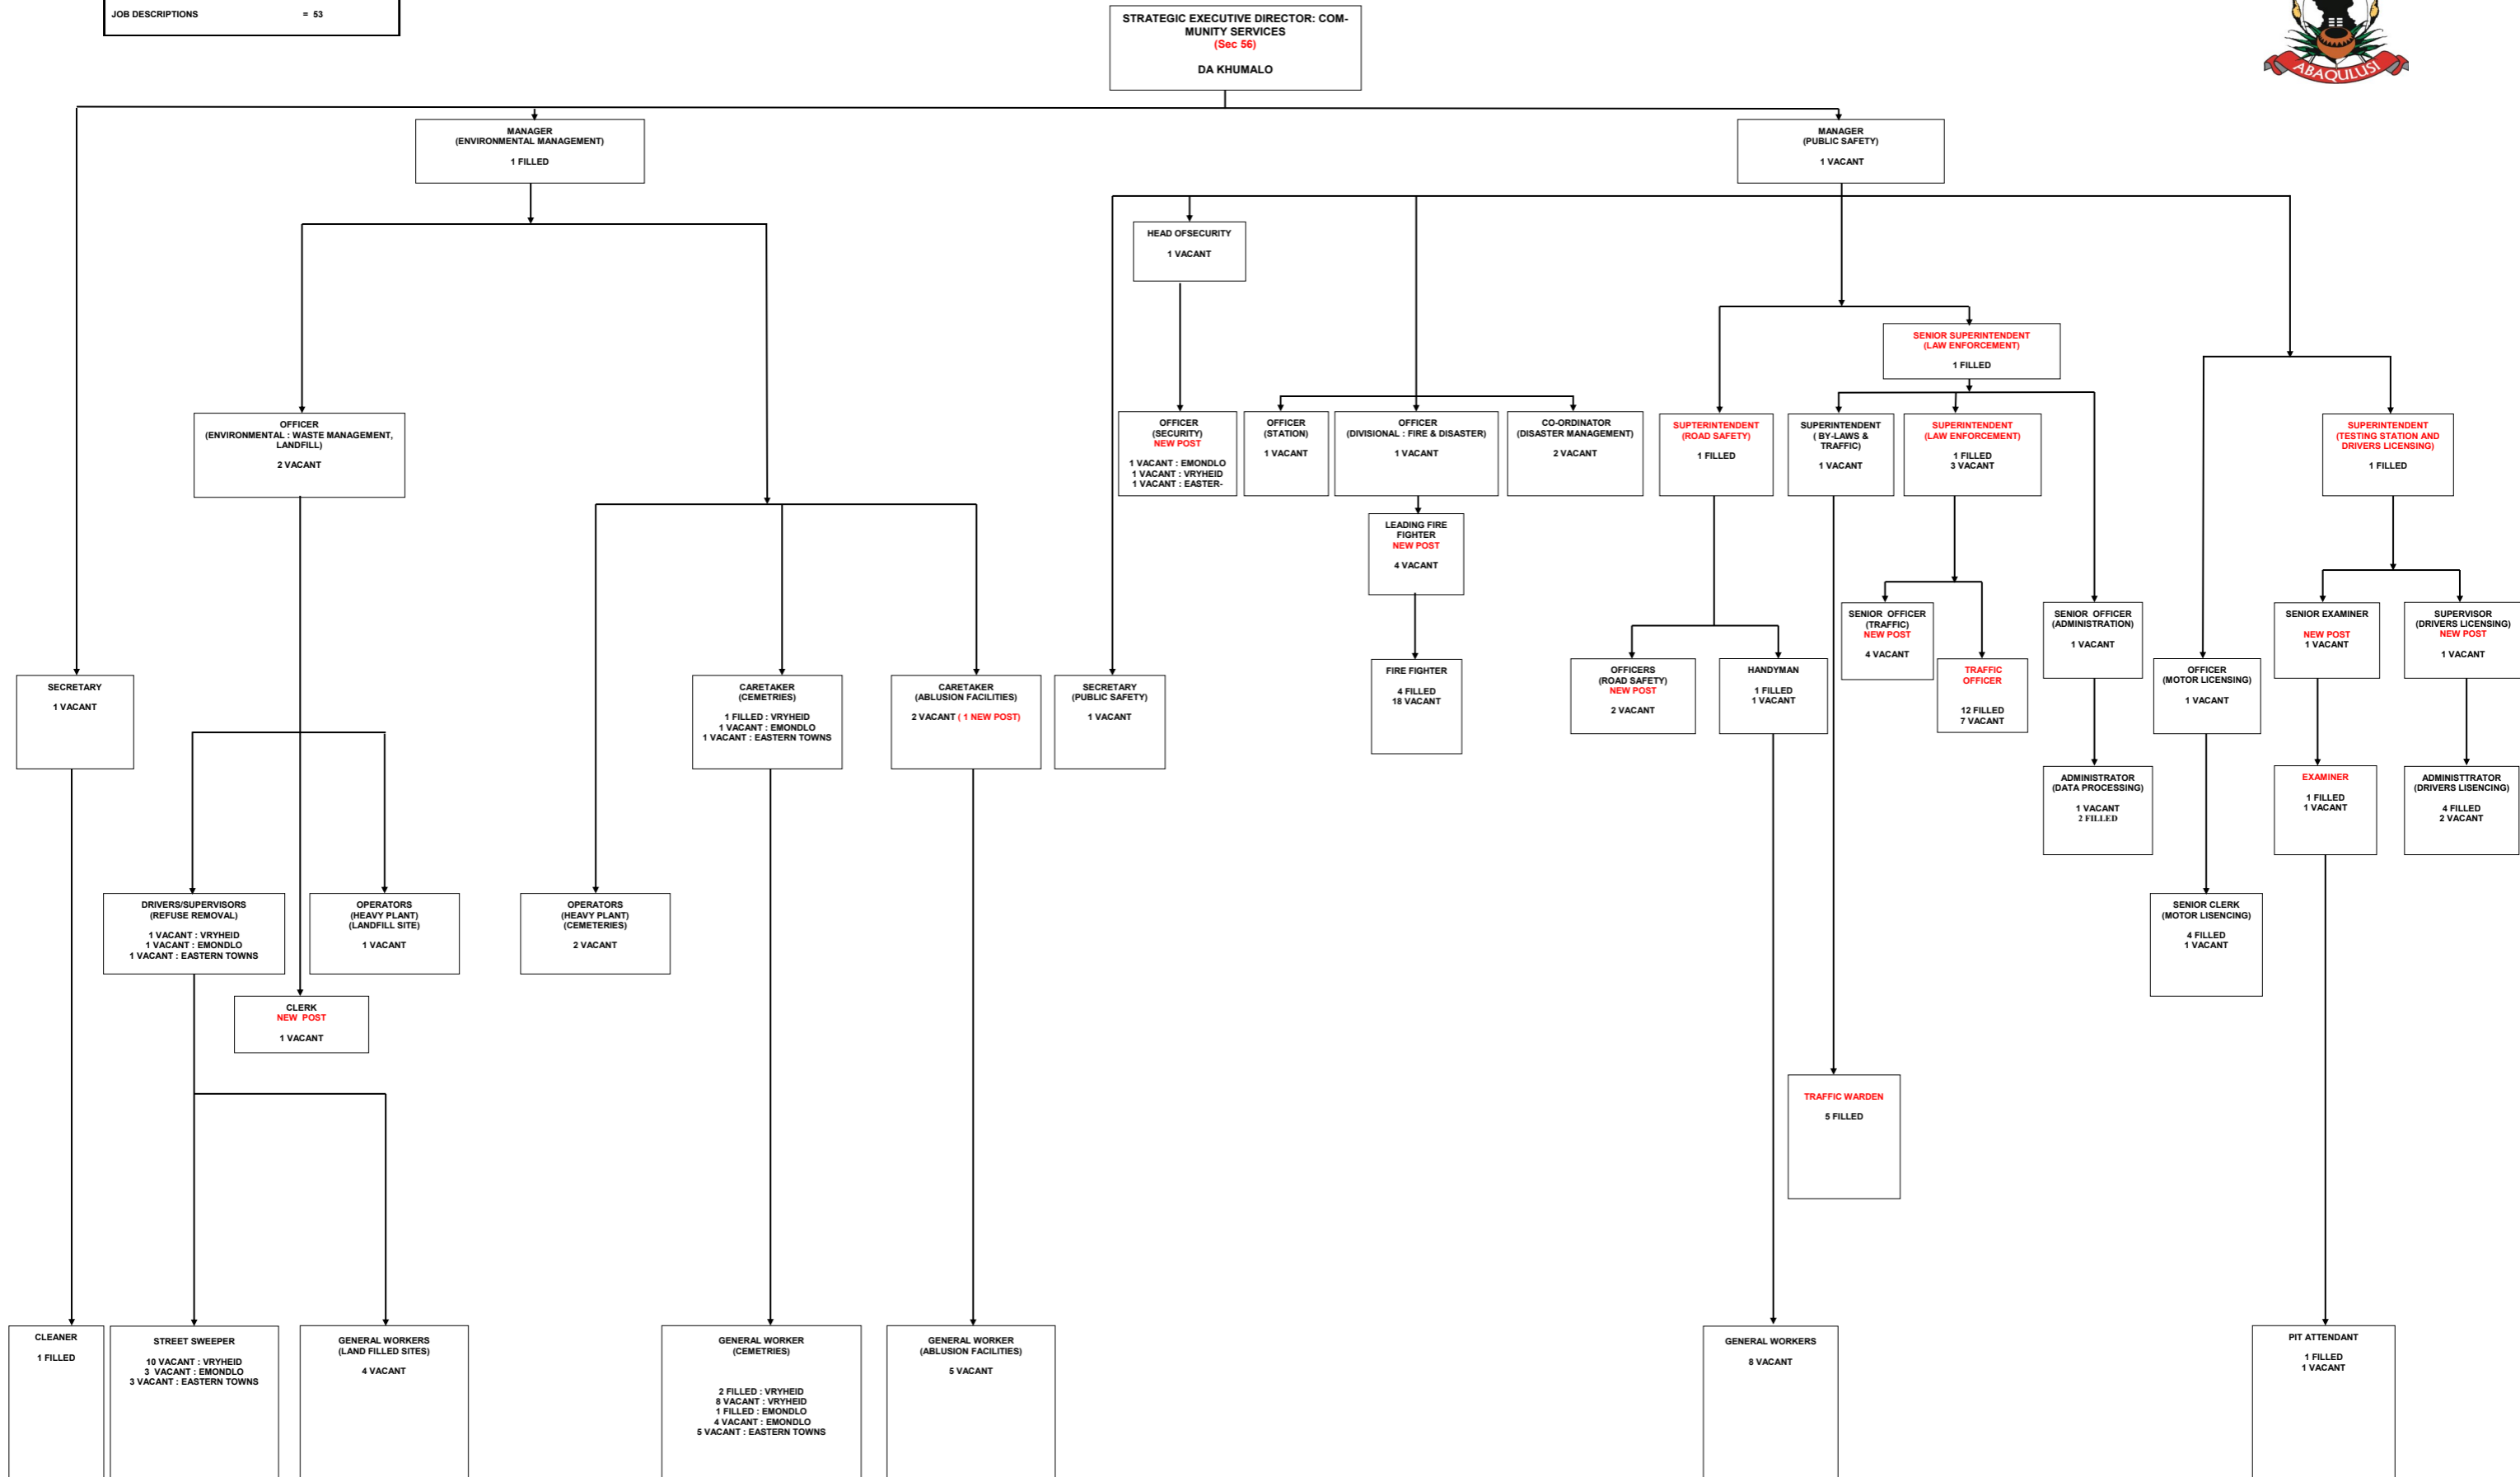 JOB DESCRIPTIONS = 53
STRATEGIC EXECUTIVE DIRECTOR: COM-
MUNITY SERVICES
(Sec 56)
DA KHUMALO
ABAQULUSI
MANAGER
(ENVIRONMENTAL MANAGEMENT)
1 FILLED
MANAGER
(PUBLIC SAFETY)
1 VACANT
HEAD OFSECURITY
1 VACANT
SENIOR SUPERINTENDENT
(LAW ENFORCEMENT)
1 FILLED
OFFICER
(ENVIRONMENTAL : WASTE MANAGEMENT,
LANDFILL)
2 VACANT
OFFICER
(SECURITY)
NEW POST
1 VACANT : EMONDLO
1 VACANT : VRYHEID
1 VACANT : EASTER-
OFFICER
(STATION)
1 VACANT
OFFICER
(DIVISIONAL : FIRE & DISASTER)
1 VACANT
CO-ORDINATOR
(DISASTER MANAGEMENT)
2 VACANT
SUPTERINTENDENT
(ROAD SAFETY)
1 FILLED
SUPERINTENDENT
( BY-LAWS &
TRAFFIC)
1 VACANT
SUPERINTENDENT
(LAW ENFORCEMENT)
1 FILLED
3 VACANT
SUPERINTENDENT
(TESTING STATION AND
DRIVERS LICENSING)
1 FILLED
LEADING FIRE
FIGHTER
NEW POST
4 VACANT
SENIOR OFFICER
(TRAFFIC)
NEW POST
4 VACANT
SENIOR OFFICER
(ADMINISTRATION)
1 VACANT
SENIOR EXAMINER
NEW POST
1 VACANT
SUPERVISOR
(DRIVERS LICENSING)
NEW POST
1 VACANT
SECRETARY
1 VACANT
CARETAKER
(CEMETRIES)
1 FILLED : VRYHEID
1 VACANT : EMONDLO
1 VACANT : EASTERN TOWNS
CARETAKER
(ABLUSION FACILITIES)
2 VACANT ( 1 NEW POST)
SECRETARY
(PUBLIC SAFETY)
1 VACANT
FIRE FIGHTER
4 FILLED
18 VACANT
OFFICERS
(ROAD SAFETY)
NEW POST
2 VACANT
HANDYMAN
1 FILLED
1 VACANT
TRAFFIC
OFFICER
12 FILLED
7 VACANT
OFFICER
(MOTOR LICENSING)
1 VACANT
ADMINISTRATOR
(DATA PROCESSING)
1 VACANT
2 FILLED
EXAMINER
1 FILLED
1 VACANT
ADMINISTTRATOR
(DRIVERS LISENCING)
4 FILLED
2 VACANT
DRIVERS/SUPERVISORS
(REFUSE REMOVAL)
1 VACANT : VRYHEID
1 VACANT : EMONDLO
1 VACANT : EASTERN TOWNS
OPERATORS
(HEAVY PLANT)
(LANDFILL SITE)
1 VACANT
OPERATORS
(HEAVY PLANT)
(CEMETERIES)
2 VACANT
SENIOR CLERK
(MOTOR LISENCING)
4 FILLED
1 VACANT
CLERK
NEW POST
1 VACANT
TRAFFIC WARDEN
5 FILLED
CLEANER
1 FILLED
STREET SWEEPER
10 VACANT : VRYHEID
3 VACANT : EMONDLO
3 VACANT : EASTERN TOWNS
GENERAL WORKERS
(LAND FILLED SITES)
4 VACANT
GENERAL WORKER
(CEMETRIES)
2 FILLED : VRYHEID
8 VACANT : VRYHEID
1 FILLED : EMONDLO
4 VACANT : EMONDLO
5 VACANT : EASTERN TOWNS
GENERAL WORKER
(ABLUSION FACILITIES)
5 VACANT
GENERAL WORKERS
8 VACANT
PIT ATTENDANT
1 FILLED
1 VACANT